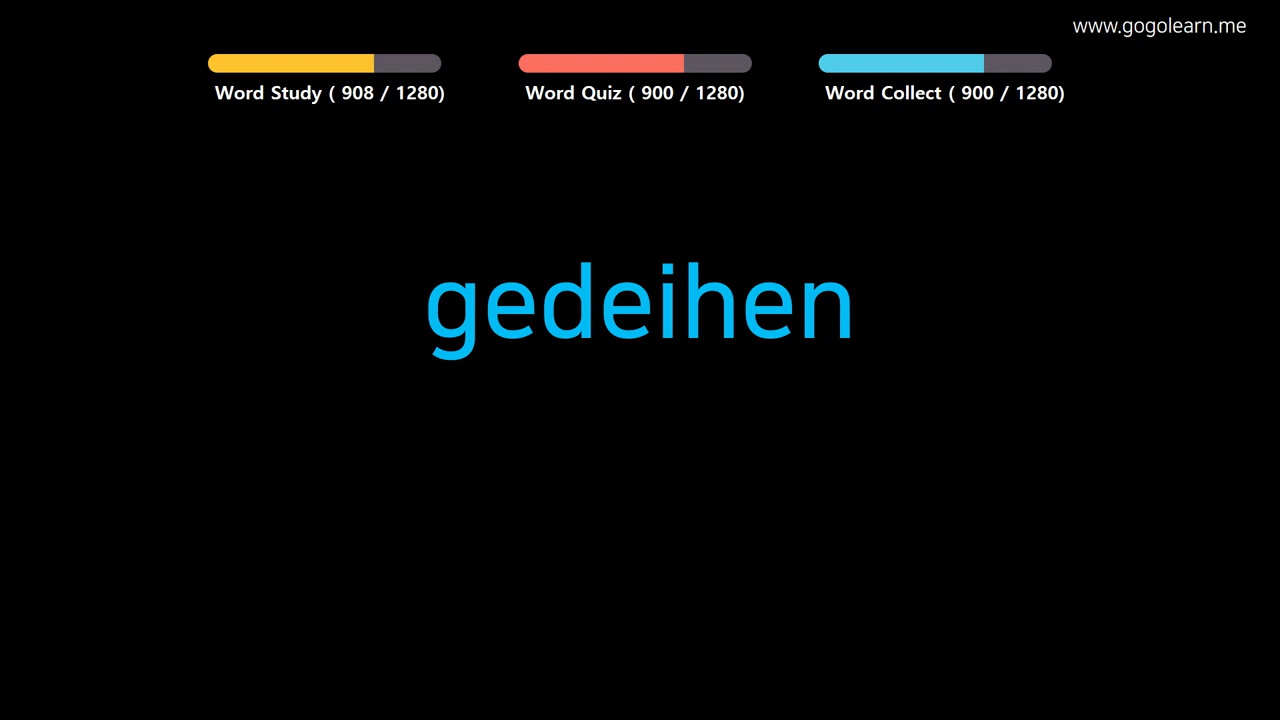 www.gogolearn.me
Word Study ( 908 / 1280)
Word Quiz ( 900 / 1280)
Word Collect ( 900 / 1280)
gedeihen